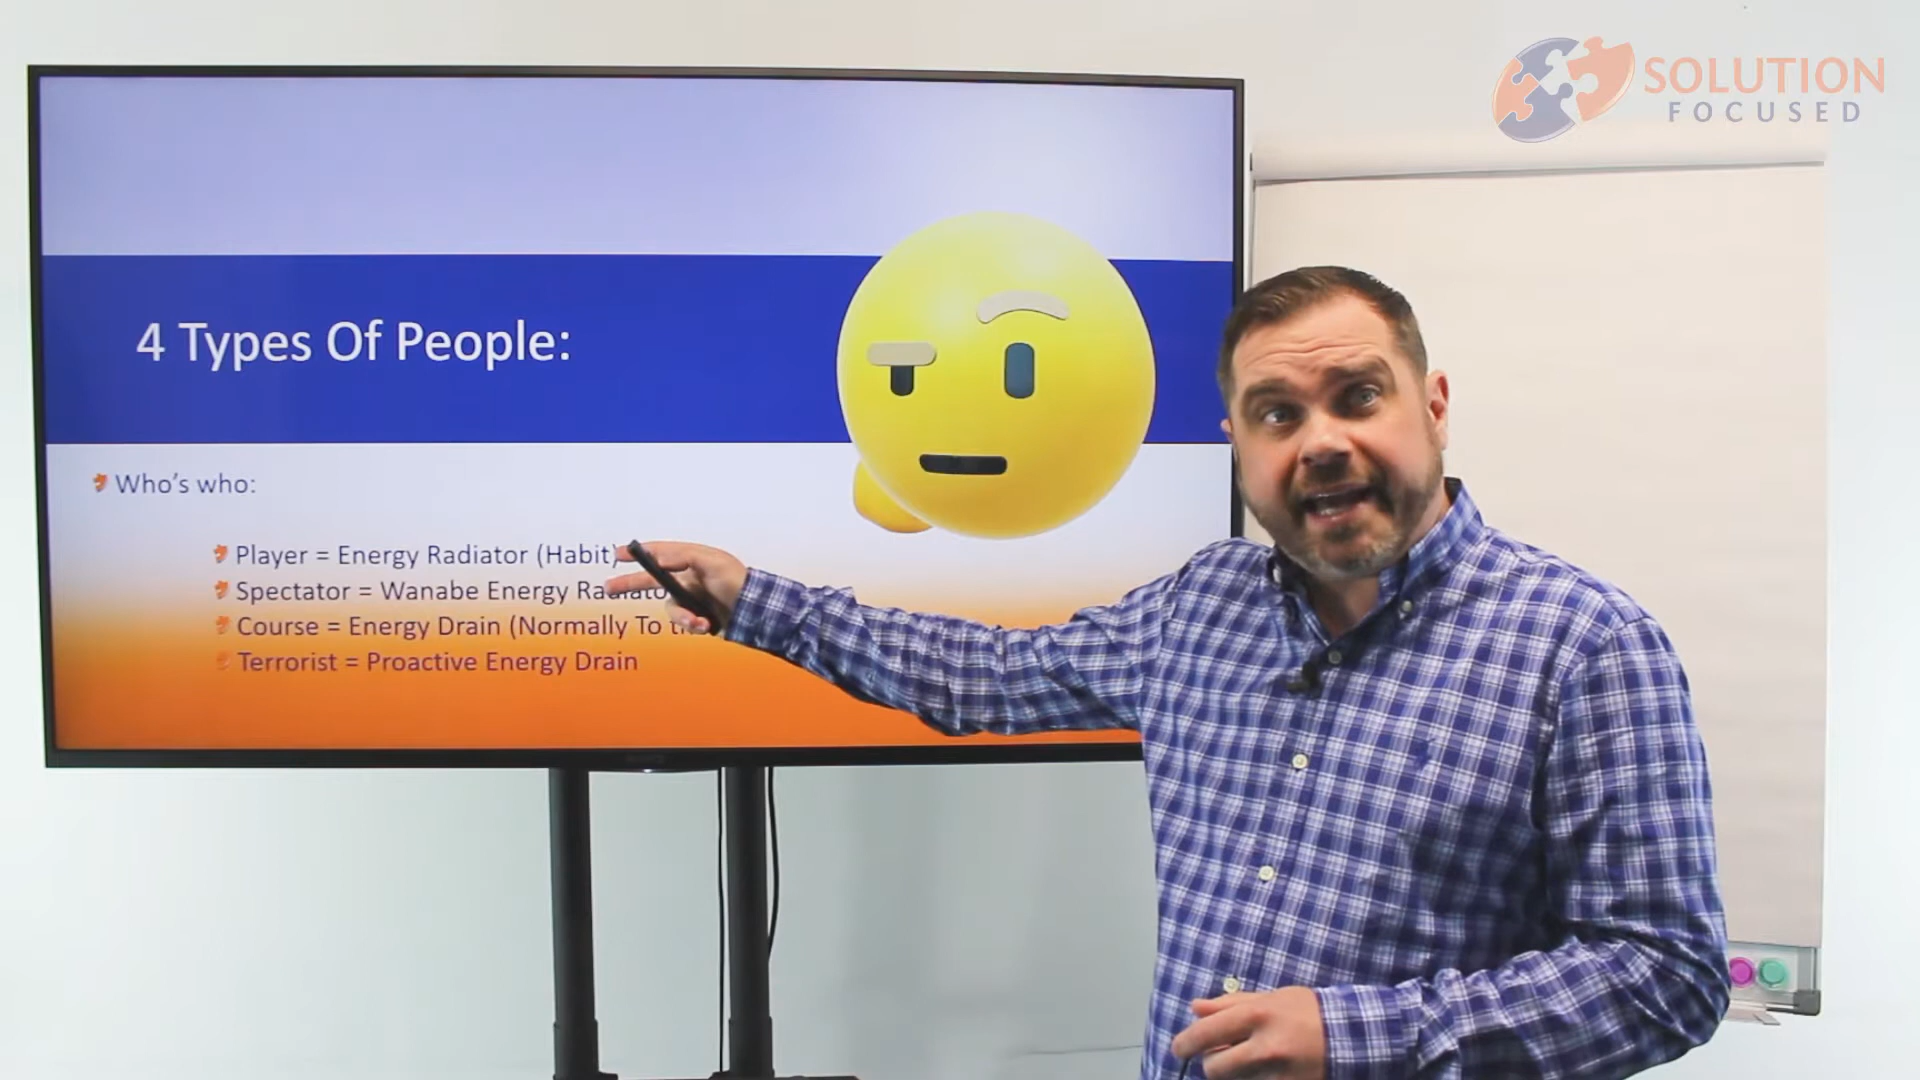 SOLUTION
FOCUSED
4 Types Of People:
Who's who:
Player = Energy Radiator (Habit)
Spectator = Wanabe Energy
Course = Energy Drain (Normally To
Terrorist = Proactive Energy Drain